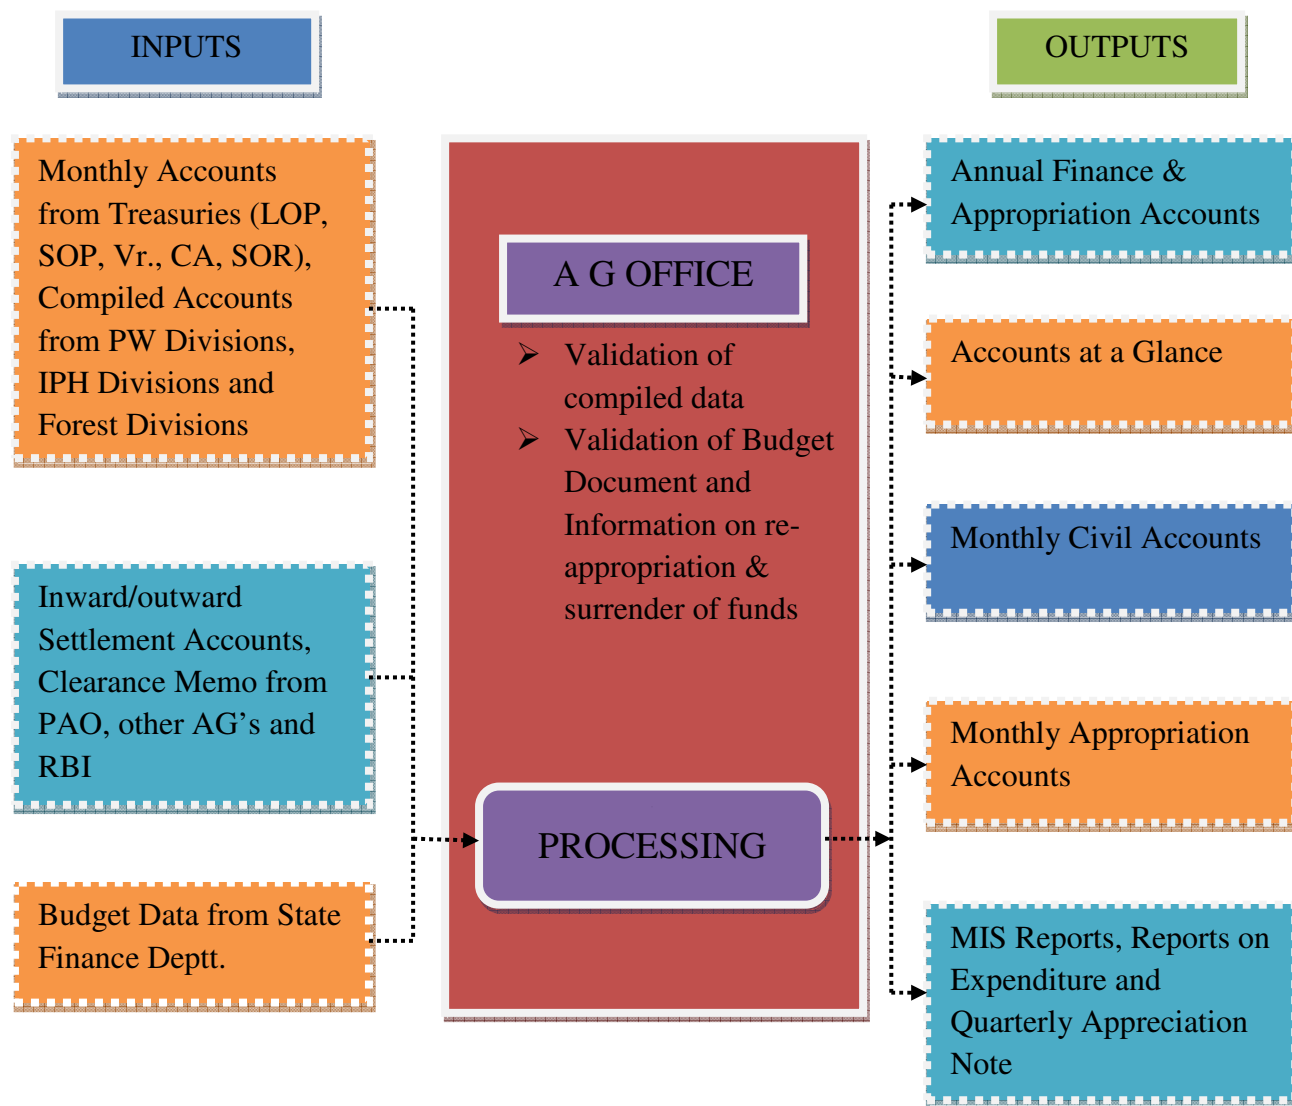 INPUTS
OUTPUTS
Monthly Accounts
from Treasuries (LOP,
SOP, Vr., CA, SOR),
Compiled Accounts
from PW Divisions,
IPH Divisions and
Forest Divisions
Inward/outward
Settlement Accounts,
Clearance Memo from
PAO, other AG’s and
RBI
Budget Data from State
Finance Deptt.
A G OFFICE
➢ Validation of
compiled data
➢ Validation of Budget
Document and
Information on re-
appropriation &
surrender of funds
PROCESSING
Annual Finance &
Appropriation Accounts
Accounts at a Glance
Monthly Civil Accounts
Monthly Appropriation
Accounts
MIS Reports, Reports on
Expenditure and
Quarterly Appreciation
Note